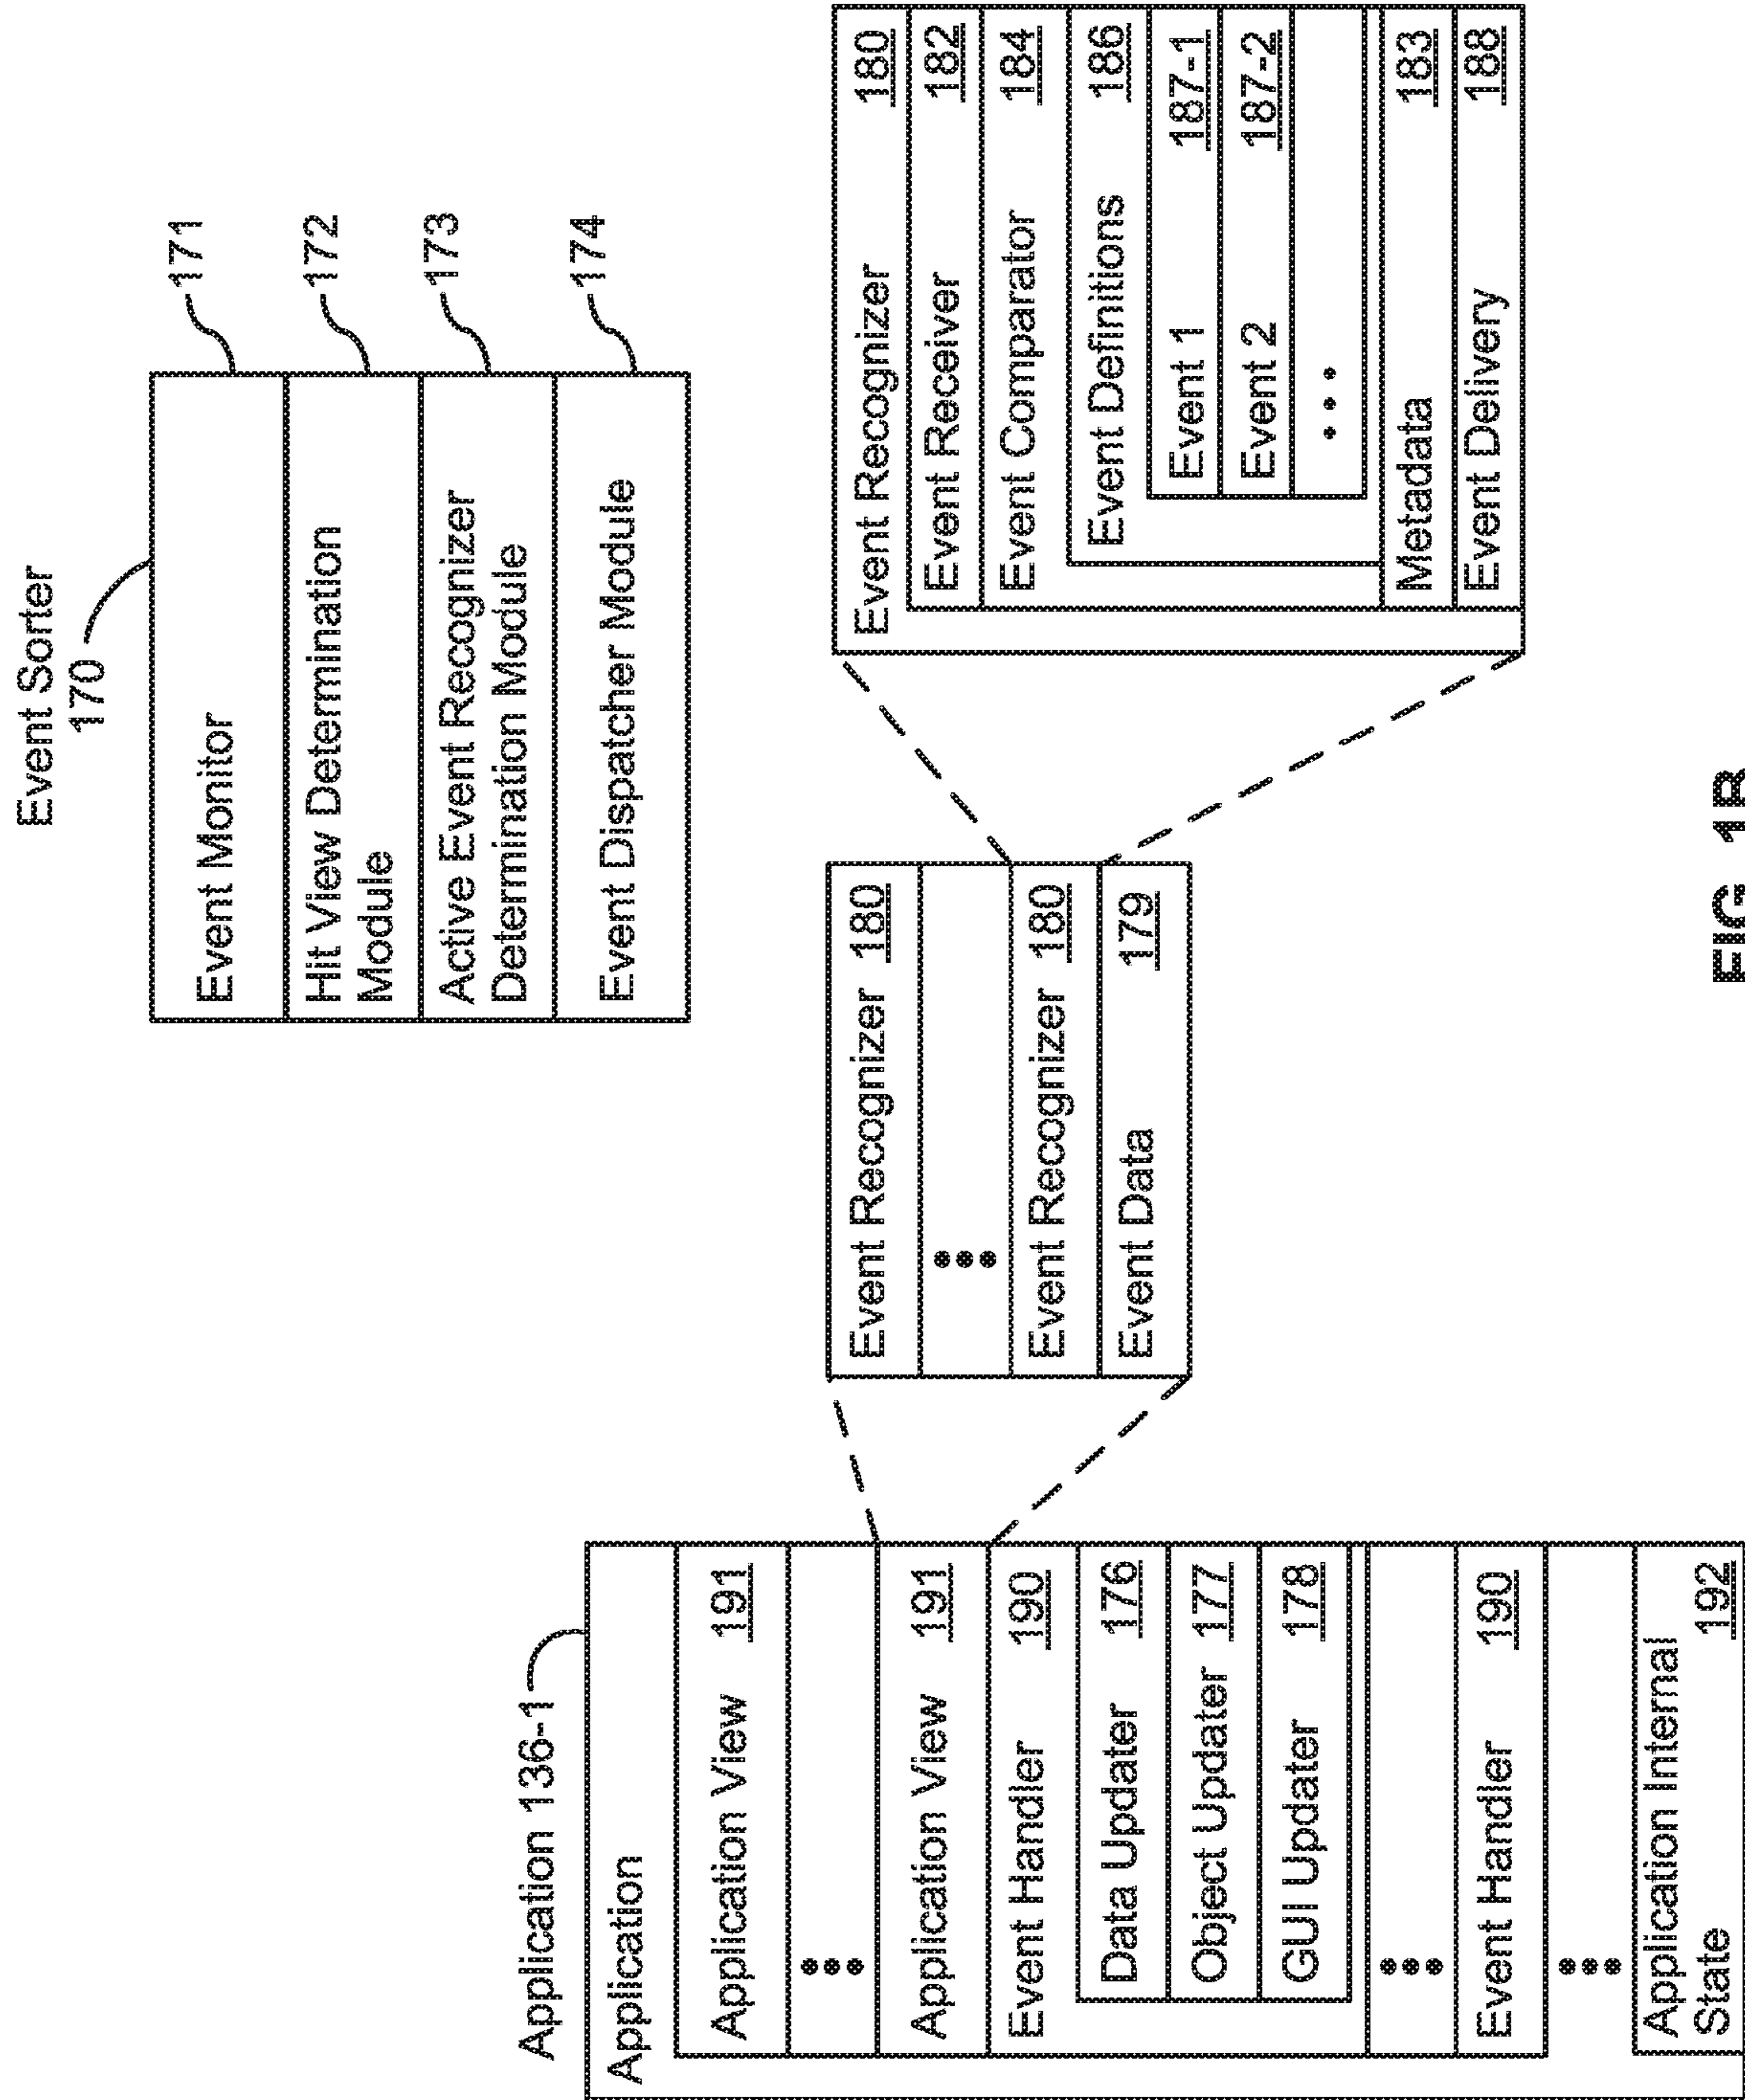 Event Sorter
170
Event Monitor
171
Hit View Determination
Module
172
Active Event Recognizer
Determination Module
173
Event Dispatcher Module
174
Application 136-1
Application
Application View 191
•••
Application View 191
Event Handler 190
Data Updater 176
Object Updater 177
GUI Updater 178
•••
Event Handler 190
•••
Application Internal
State 192
Event Recognizer 180
•••
Event Recognizer 180
Event Data 179
Event Recognizer 180
Event Receiver 182
Event Comparator 184
Event Definitions 186
Event 1 187-1
Event 2 187-2
•••
Metadata 183
Event Delivery 188
FIG. 1B